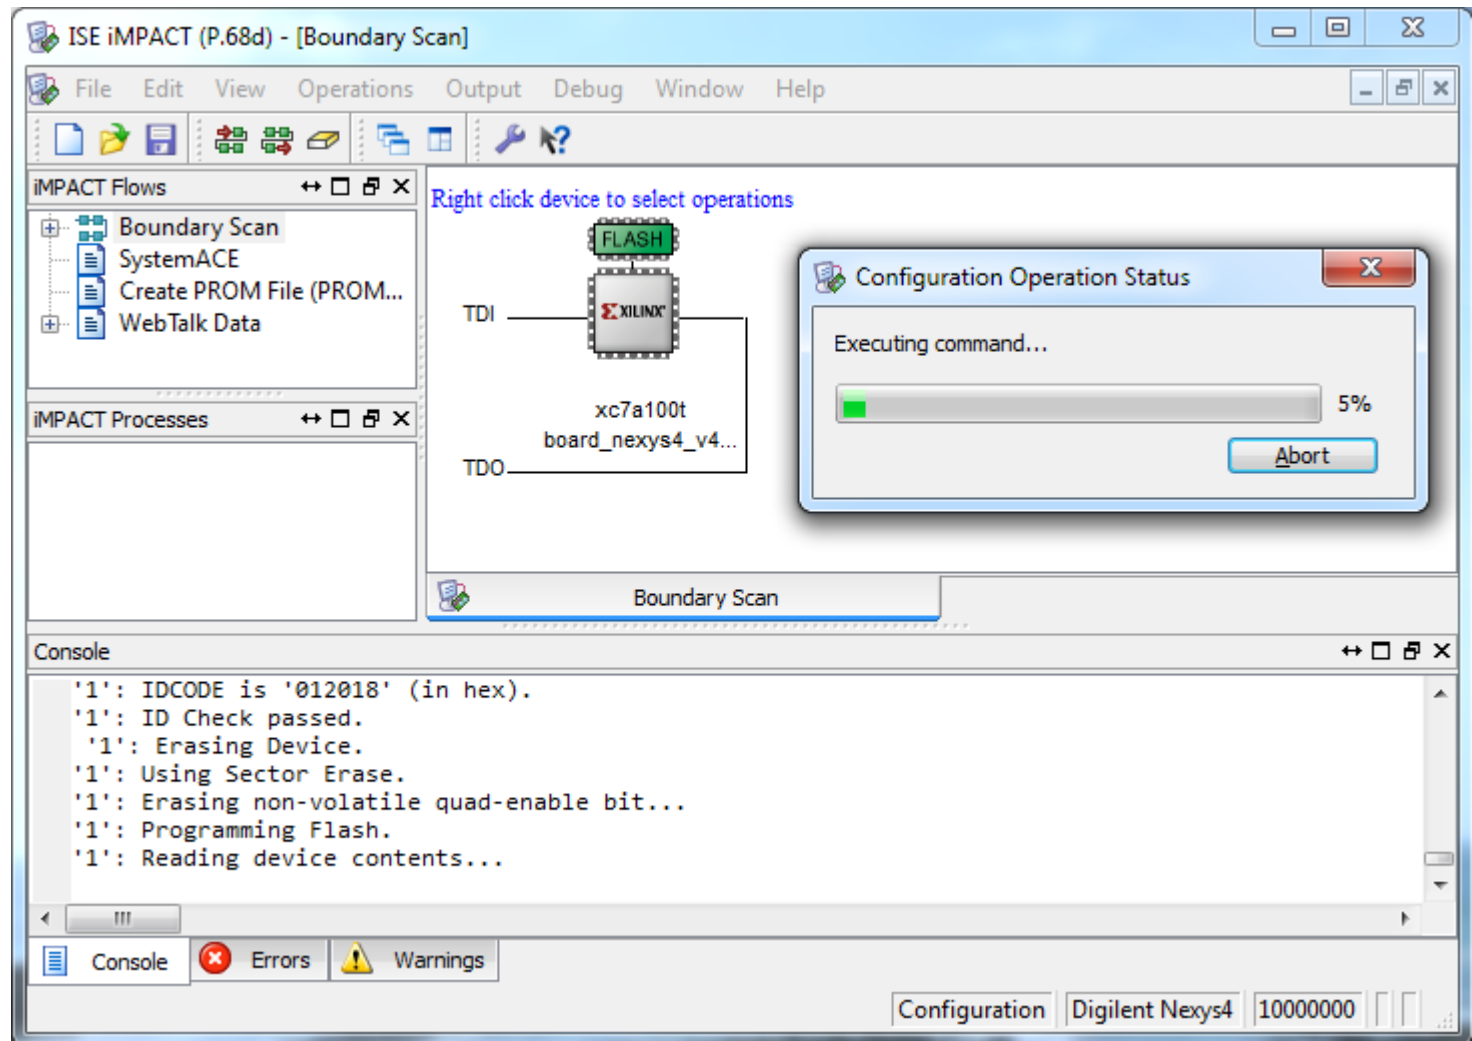 ISE iMPACT (P.68d) - [Boundary Scan]
File Edit View Operations Output Debug Window Help
iMPACT Flows
Boundary Scan
SystemACE
Create PROM File (PROM...
WebTalk Data
iMPACT Processes
Right click device to select operations
FLASH
TDI
XILINX
xc7a100t
board_nexys4_v4...
TDO
Configuration Operation Status
Executing command...
5%
Abort
Boundary Scan
Console
'1': IDCODE is '012018' (in hex).
'1': ID Check passed.
'1': Erasing Device.
'1': Using Sector Erase.
'1': Erasing non-volatile quad-enable bit...
'1': Programming Flash.
'1': Reading device contents...
Console Errors Warnings
Configuration Digilent Nexys4 10000000